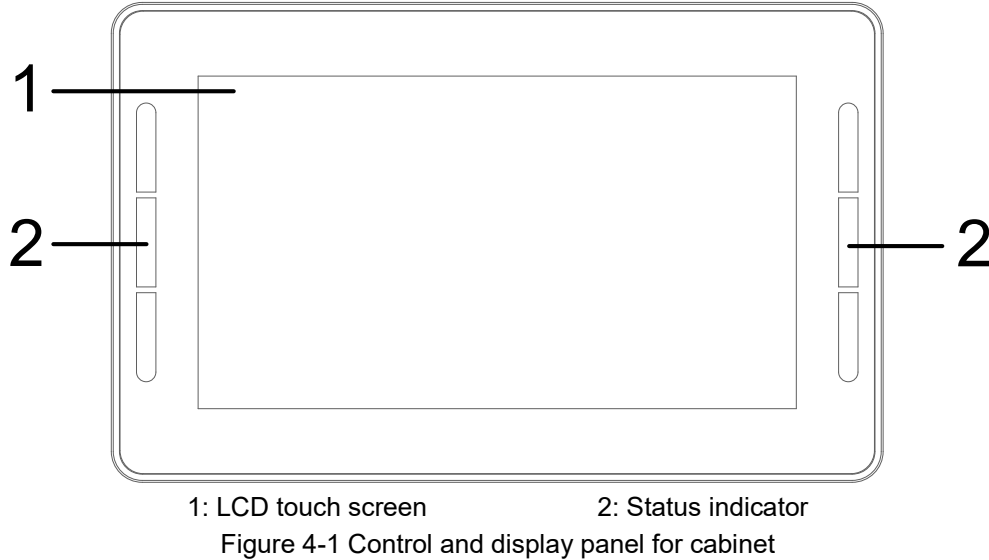 1
2
2
1: LCD touch screen 2: Status indicator
Figure 4-1 Control and display panel for cabinet